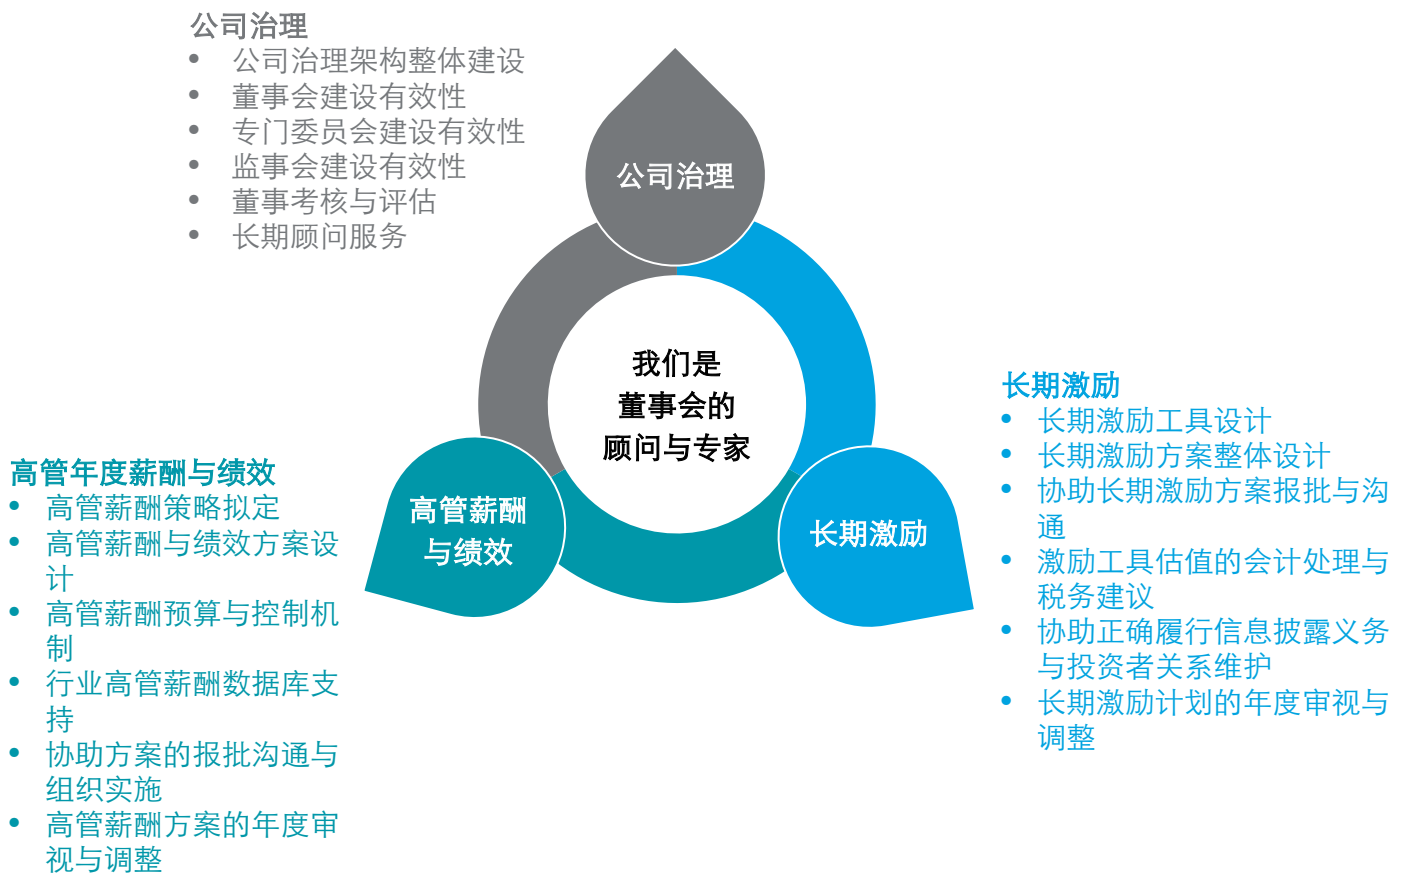 公司治理
• 公司治理架构整体建设
• 董事会建设有效性
• 专门委员会建设有效性
• 监事会建设有效性
• 董事考核与评估
• 长期顾问服务
公司治理
我们是
董事会的
顾问与专家
长期激励
• 长期激励工具设计
• 长期激励方案整体设计
• 协助长期激励方案报批与沟
通
• 激励工具估值的会计处理与
税务建议
• 协助正确履行信息披露义务
与投资者关系维护
• 长期激励计划的年度审视与
调整
长期激励
高管薪酬
与绩效
高管年度薪酬与绩效
• 高管薪酬策略拟定
• 高管薪酬与绩效方案设
计
• 高管薪酬预算与控制机
制
• 行业高管薪酬数据库支
持
• 协助方案的报批沟通与
组织实施
• 高管薪酬方案的年度审
视与调整